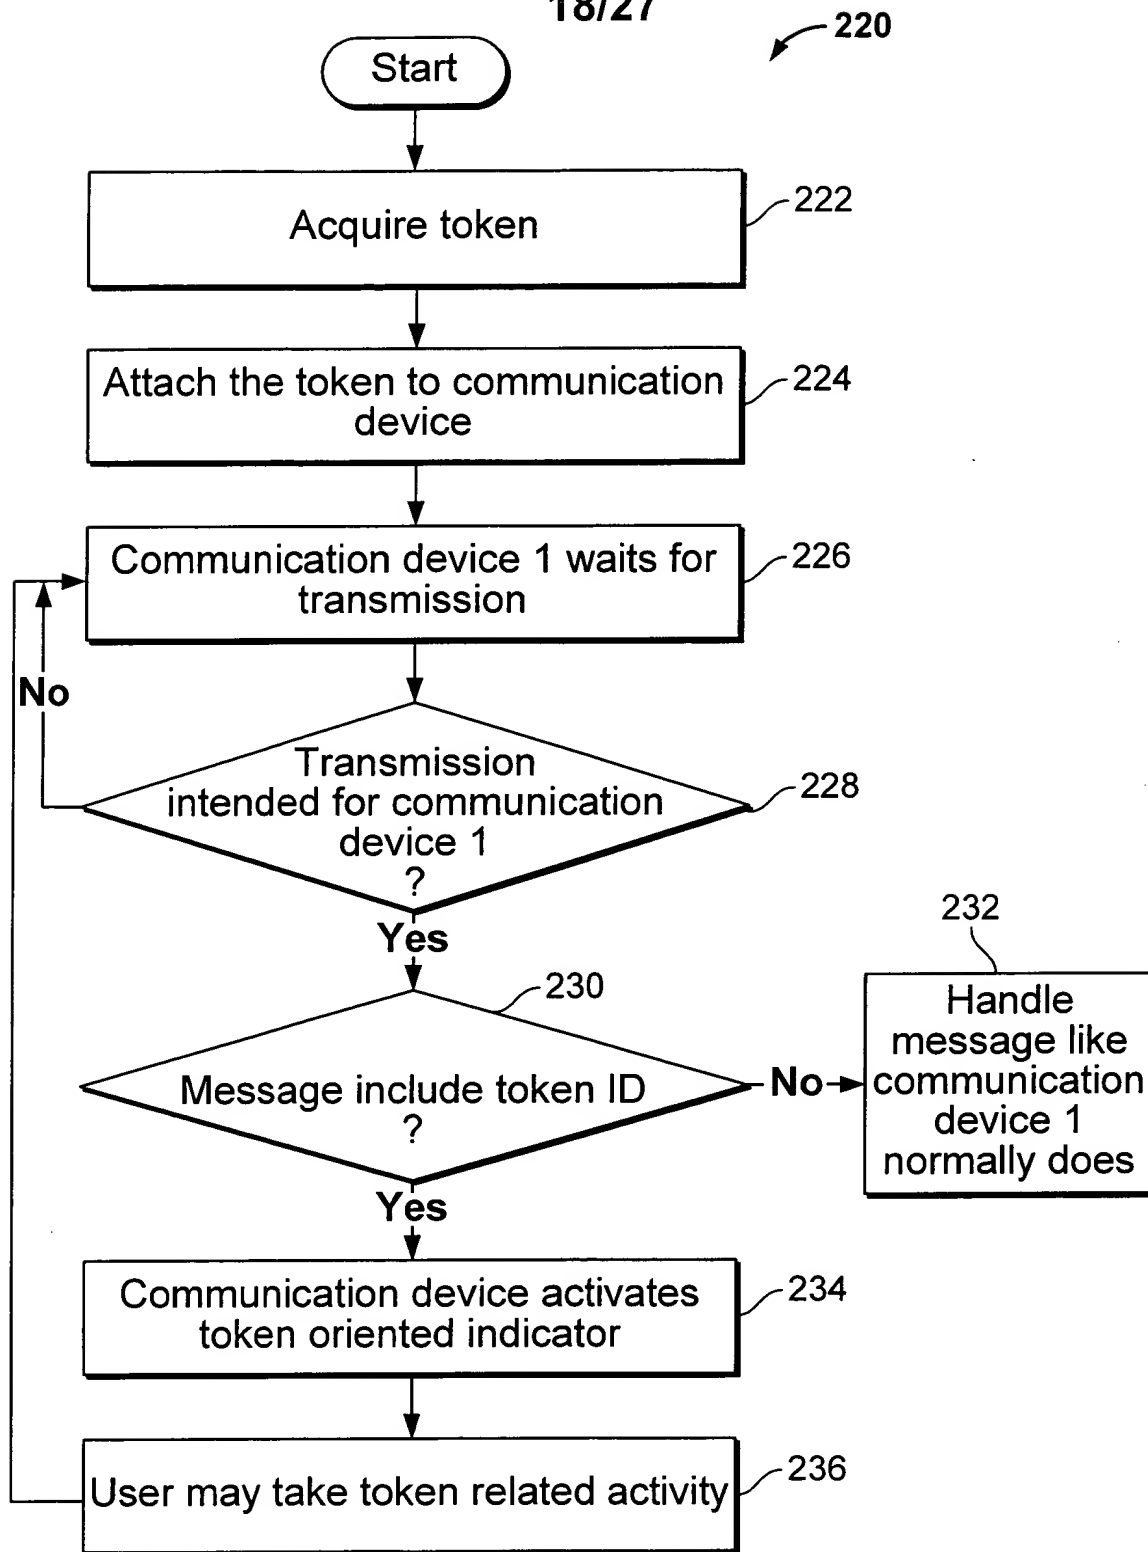 18/27
220
Start
Acquire token
222
Attach the token to communication
device
224
Communication device 1 waits for
transmission
226
No
Transmission
intended for communication
device 1
?
228
Yes
230
Message include token ID
?
No
232
Handle
message like
communication
device 1
normally does
Yes
Communication device activates
token oriented indicator
234
User may take token related activity
236